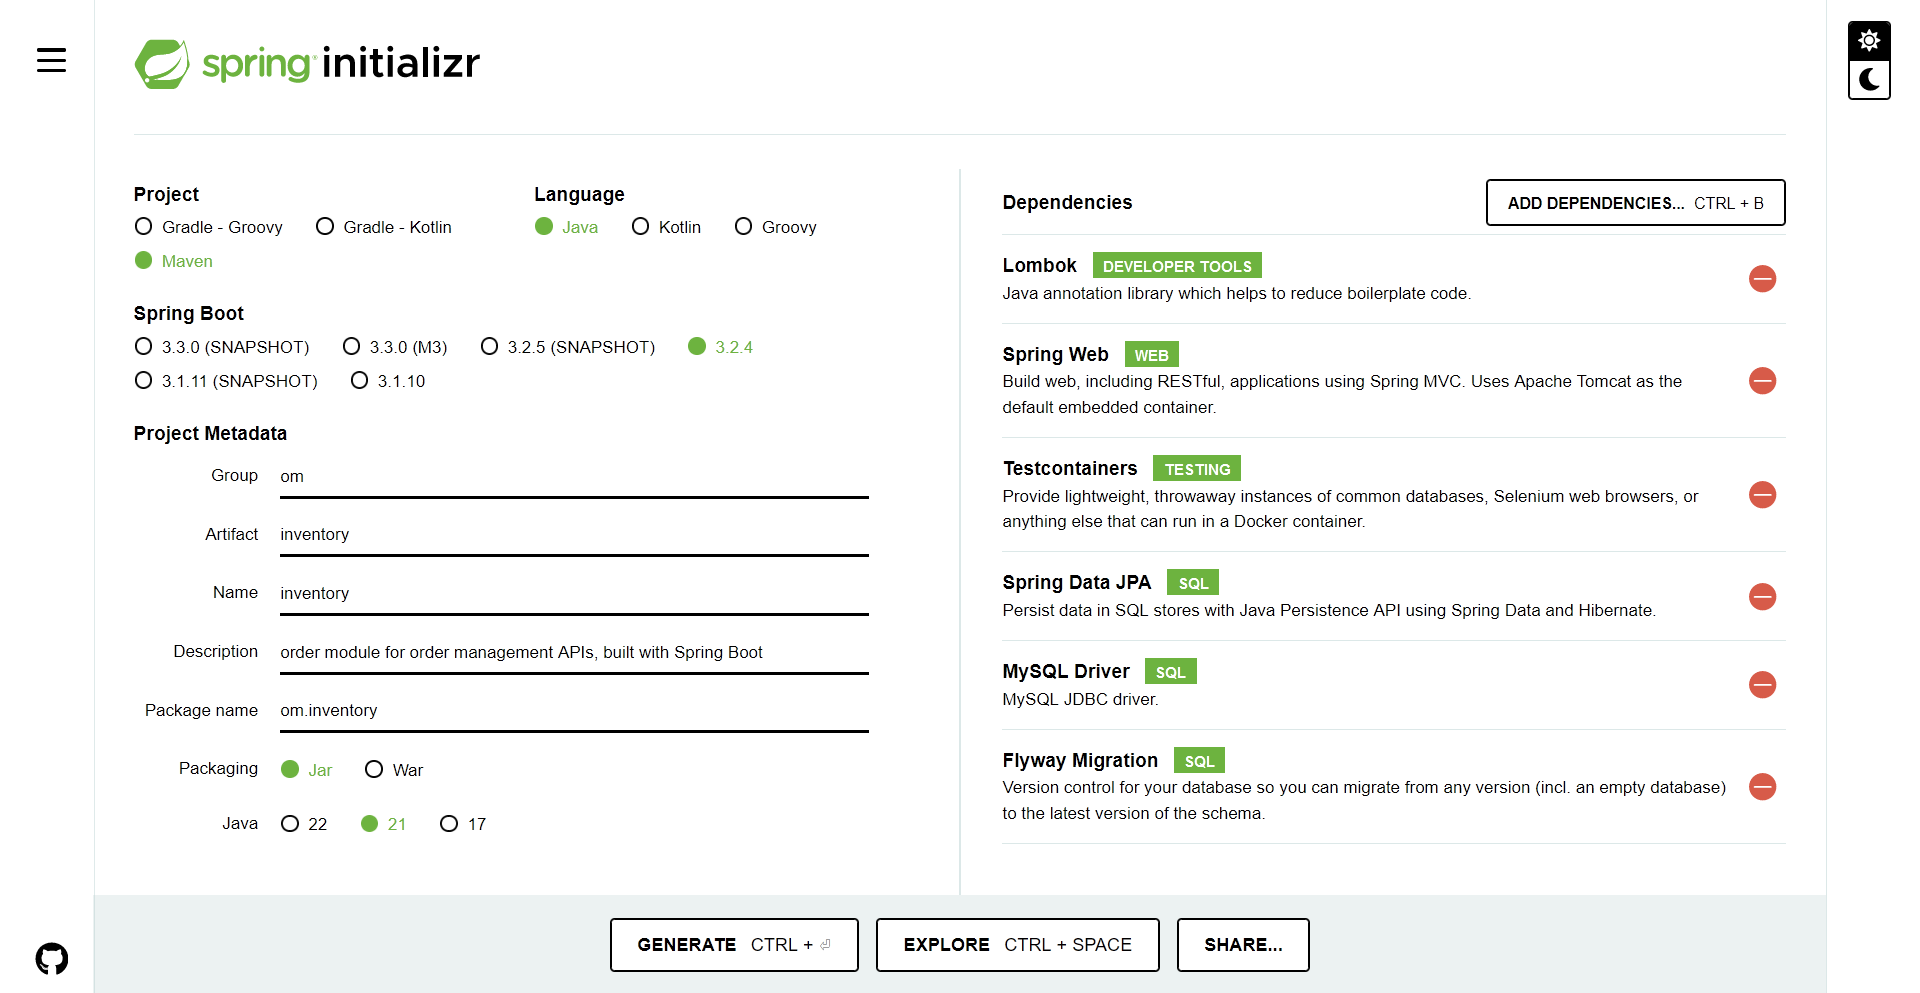 spring initializr
Project
Gradle - Groovy Gradle - Kotlin
Maven
Language
Java Kotlin Groovy
Spring Boot
3.3.0 (SNAPSHOT) 3.3.0 (M3) 3.2.5 (SNAPSHOT) 3.2.4
3.1.11 (SNAPSHOT) 3.1.10
Project Metadata
Group om
Artifact inventory
Name inventory
Description order module for order management APIs, built with Spring Boot
Package name om.inventory
Packaging Jar War
Java 22 21 17
Dependencies ADD DEPENDENCIES... CTRL + B
Lombok DEVELOPER TOOLS
Java annotation library which helps to reduce boilerplate code.
Spring Web WEB
Build web, including RESTful, applications using Spring MVC. Uses Apache Tomcat as the
default embedded container.
Testcontainers TESTING
Provide lightweight, throwaway instances of common databases, Selenium web browsers, or
anything else that can run in a Docker container.
Spring Data JPA SQL
Persist data in SQL stores with Java Persistence API using Spring Data and Hibernate.
MySQL Driver SQL
MySQL JDBC driver.
Flyway Migration SQL
Version control for your database so you can migrate from any version (incl. an empty database)
to the latest version of the schema.
GENERATE CTRL + ⏎ EXPLORE CTRL + SPACE SHARE...